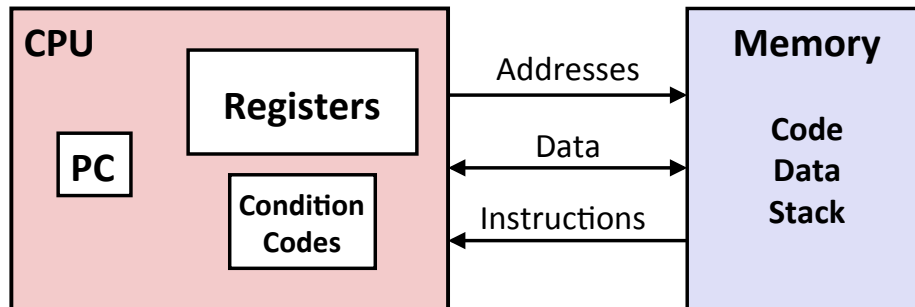 CPU
Registers
PC
Condition
Codes
Addresses
Data
Instructions
Memory
Code
Data
Stack